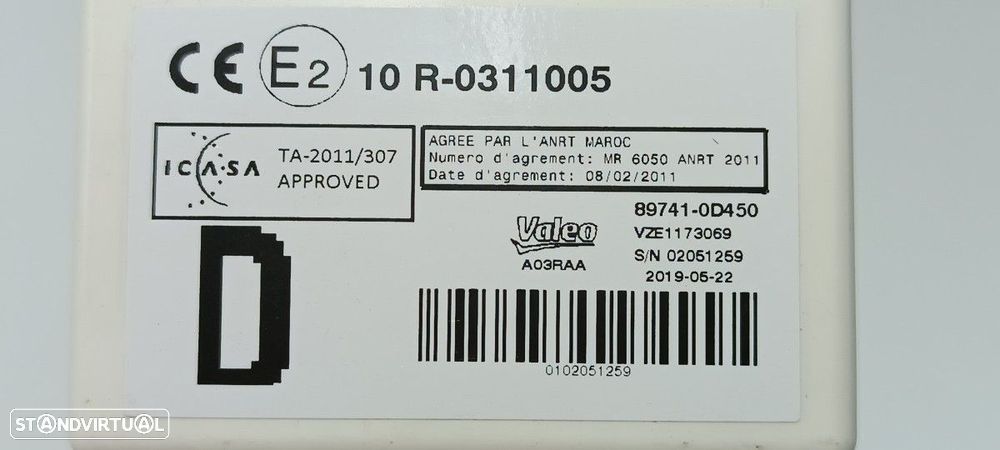 CE E2 10 R-0311005
ICASA
TA-2011/307
APPROVED
AGREE PAR L'ANRT MAROC
Numero d'agrement: MR 6050 ANRT 2011
Date d'agrement: 08/02/2011
Valeo
A03RAA
89741-0D450
VZE1173069
S/N 02051259
2019-05-22
D
0102051259
STANDVIRTUAL